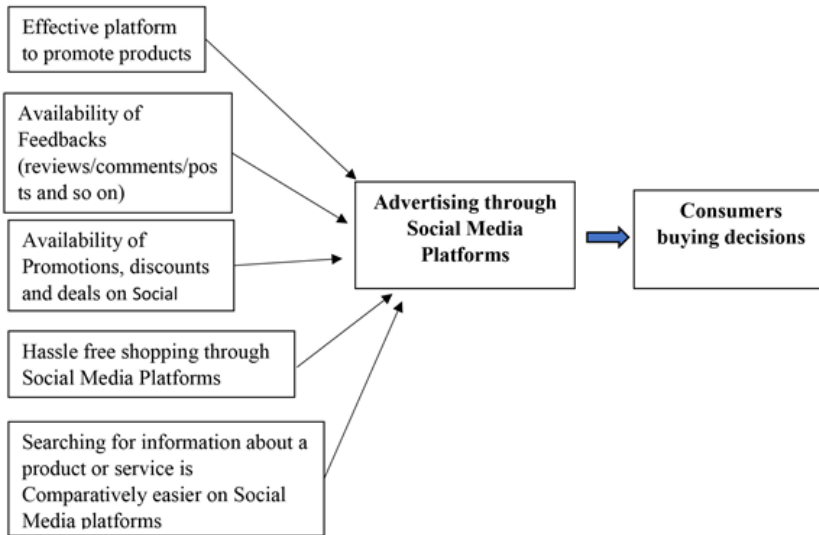 Effective platform
to promote products
Availability of
Feedbacks
(reviews/comments/pos
ts and so on)
Availability of
Promotions, discounts
and deals on Social
Hassle free shopping through
Social Media Platforms
Searching for information about a
product or service is
Comparatively easier on Social
Media platforms
Advertising through
Social Media
Platforms
Consumers
buying decisions